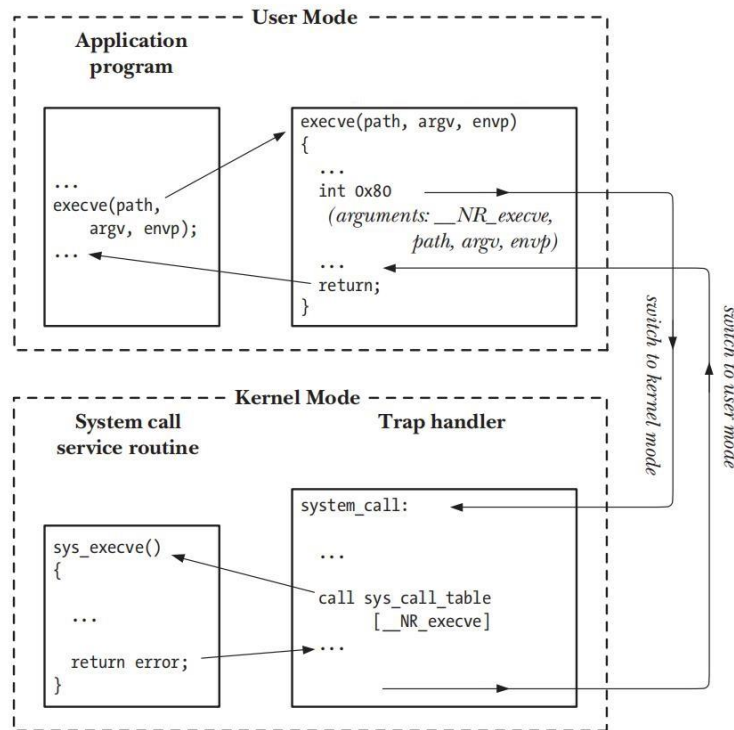 User Mode
Application
program
...
execve(path,
argv, envp);
...
execve(path, argv, envp)
{
...
int 0x80
(arguments: __NR_execve,
path, argv, envp)
...
return;
}
switch to kernel mode
switch to user mode
Kernel Mode
System call
service routine
Trap handler
sys_execve()
{
...
return error;
}
system_call:
...
call sys_call_table
[__NR_execve]
...